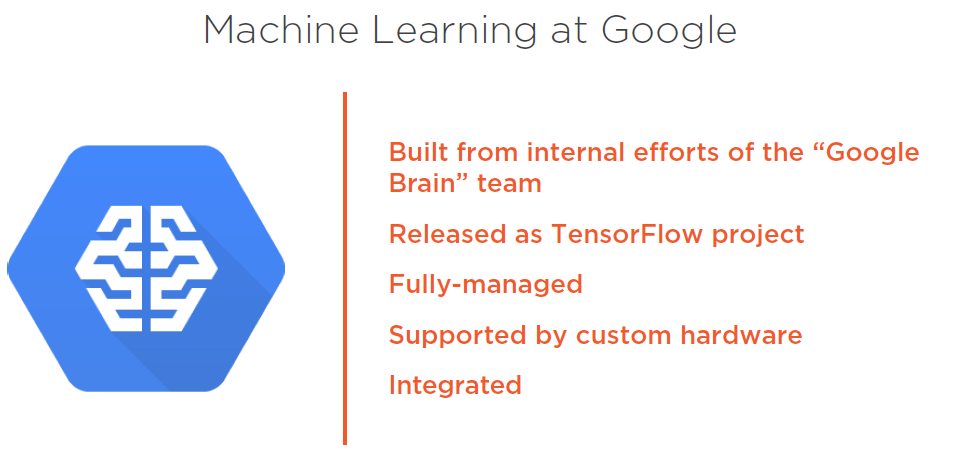 Machine Learning at Google
Built from internal efforts of the “Google
Brain” team
Released as TensorFlow project
Fully-managed
Supported by custom hardware
Integrated